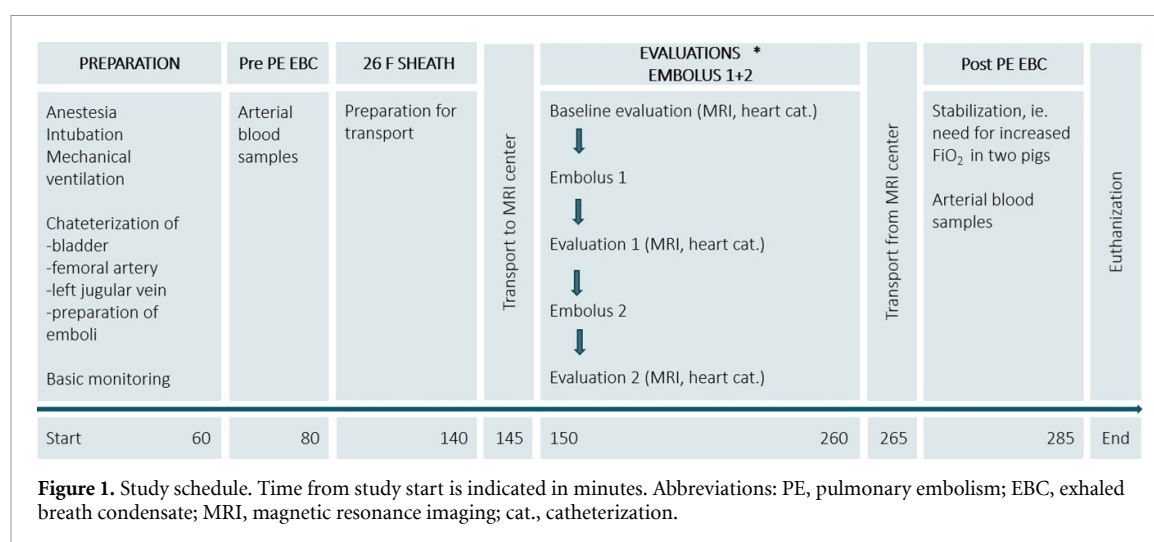 PREPARATION
Anestesia
Intubation
Mechanical
ventilation
Chateterization of
-bladder
-femoral artery
-left jugular vein
-preparation of
emboli
Basic monitoring
Pre PE EBC
Arterial
blood
samples
26 F SHEATH
Preparation for
transport
Transport to MRI center
EVALUATIONS *
EMBOLUS 1+2
Baseline evaluation (MRI, heart cat.)
Embolus 1
Evaluation 1 (MRI, heart cat.)
Embolus 2
Evaluation 2 (MRI, heart cat.)
Transport from MRI center
Post PE EBC
Stabilization, ie.
need for increased
FiO₂ in two pigs
Arterial blood
samples
Euthanization
Start 60 80 140 145 150 260 265 285 End
Figure 1. Study schedule. Time from study start is indicated in minutes. Abbreviations: PE, pulmonary embolism; EBC, exhaled
breath condensate; MRI, magnetic resonance imaging; cat., catheterization.